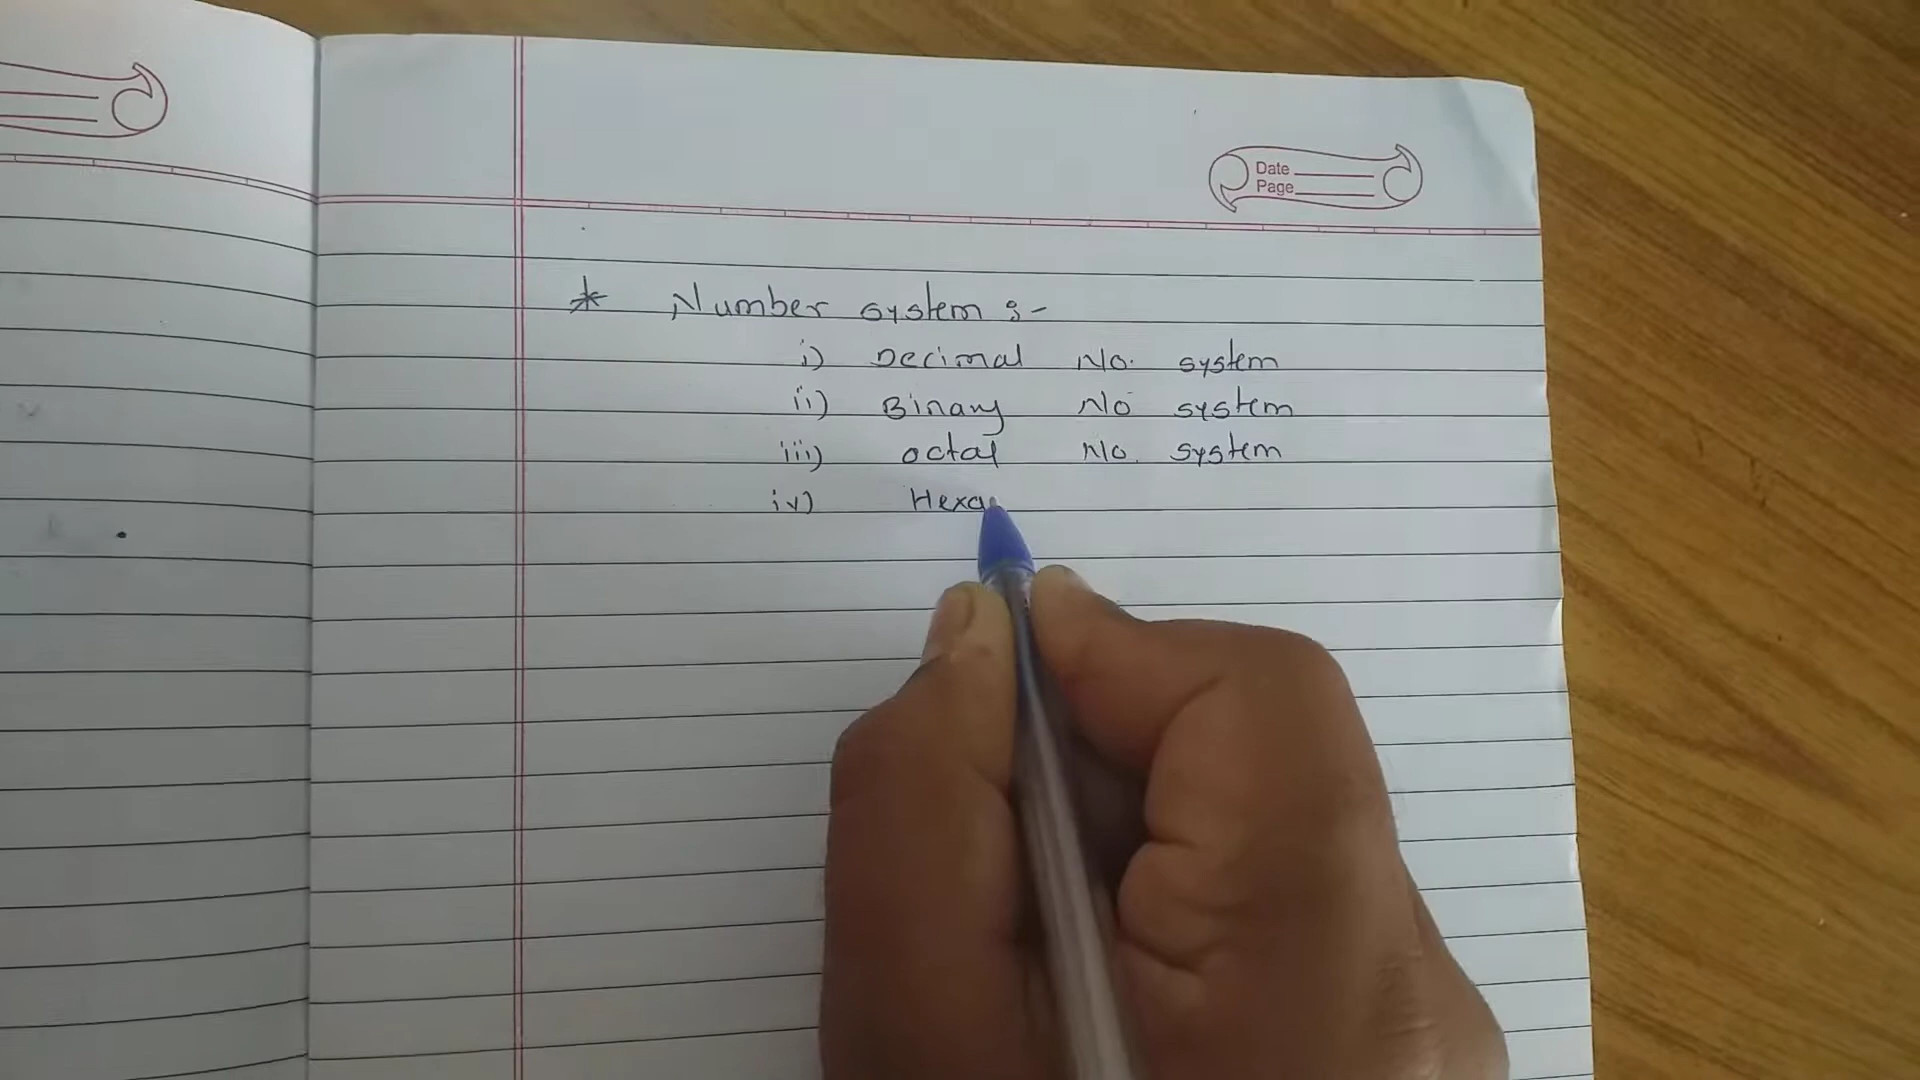 Date
Page
* Number system :-
i) Decimal No. system
ii) Binary No system
iii) octal No. system
iv) Hexa